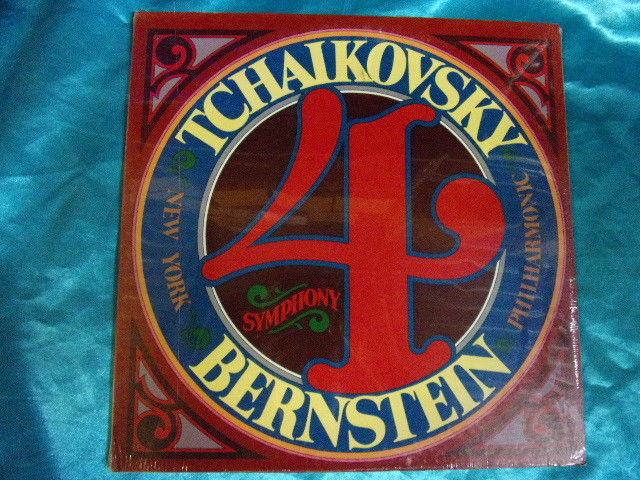 TCHAIKOVSKY
4
NEW YORK
PHILHARMONIC
SYMPHONY
BERNSTEIN